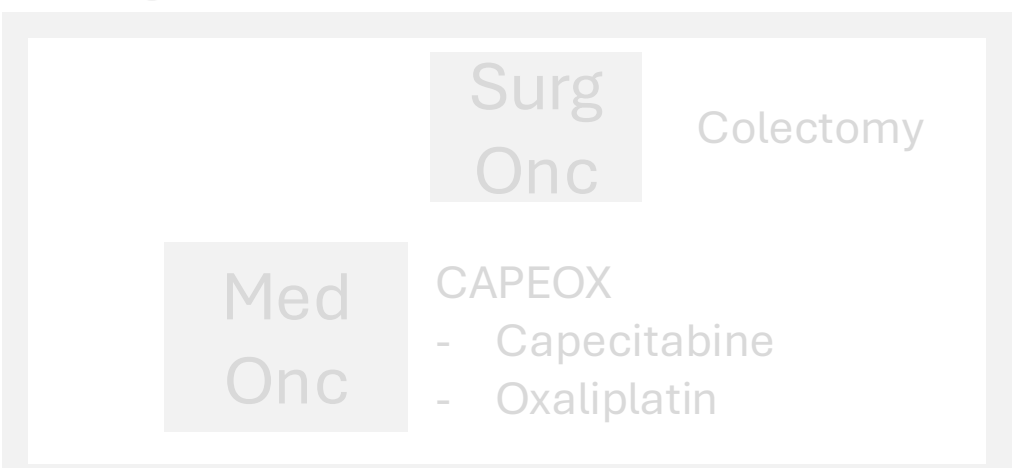 Surg
Onc
Colectomy
Med
Onc
CAPEOX
- Capecitabine
- Oxaliplatin